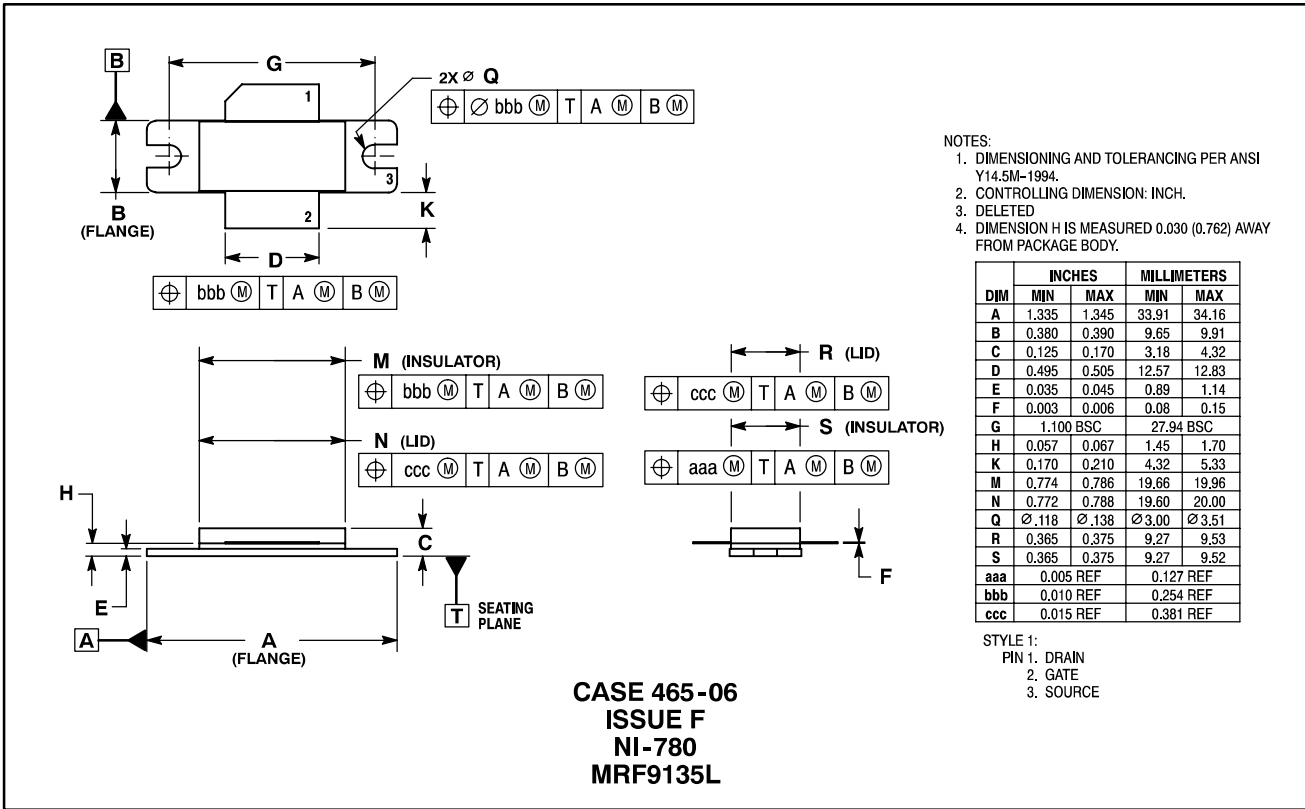 B
G
2X Ø Q
⌖ Ø bbb Ⓜ T A Ⓜ B Ⓜ
1
3
2
B
(FLANGE)
K
D
⌖ bbb Ⓜ T A Ⓜ B Ⓜ
M (INSULATOR)
⌖ bbb Ⓜ T A Ⓜ B Ⓜ
N (LID)
⌖ ccc Ⓜ T A Ⓜ B Ⓜ
R (LID)
⌖ ccc Ⓜ T A Ⓜ B Ⓜ
S (INSULATOR)
⌖ aaa Ⓜ T A Ⓜ B Ⓜ
H
C
E
F
T SEATING
PLANE
A
A
(FLANGE)
NOTES:
1. DIMENSIONING AND TOLERANCING PER ANSI
Y14.5M-1994.
2. CONTROLLING DIMENSION: INCH.
3. DELETED
4. DIMENSION H IS MEASURED 0.030 (0.762) AWAY
FROM PACKAGE BODY.
INCHES MILLIMETERS
DIM MIN MAX MIN MAX
A 1.335 1.345 33.91 34.16
B 0.380 0.390 9.65 9.91
C 0.125 0.170 3.18 4.32
D 0.495 0.505 12.57 12.83
E 0.035 0.045 0.89 1.14
F 0.003 0.006 0.08 0.15
G 1.100 BSC 27.94 BSC
H 0.057 0.067 1.45 1.70
K 0.170 0.210 4.32 5.33
M 0.774 0.786 19.66 19.96
N 0.772 0.788 19.60 20.00
Q Ø .118 Ø .138 Ø 3.00 Ø 3.51
R 0.365 0.375 9.27 9.53
S 0.365 0.375 9.27 9.52
aaa 0.005 REF 0.127 REF
bbb 0.010 REF 0.254 REF
ccc 0.015 REF 0.381 REF
STYLE 1:
PIN 1. DRAIN
2. GATE
3. SOURCE
CASE 465-06
ISSUE F
NI-780
MRF9135L